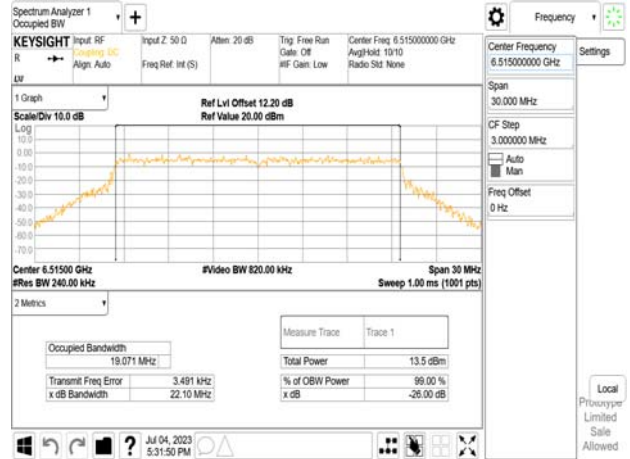 Spectrum Analyzer 1
Occupied BW
Frequency
KEYSIGHT
R
LXI
Input: RF
Coupling: DC
Align: Auto
Input Z: 50 Ω
Freq Ref: Int (S)
Atten: 20 dB
Trig: Free Run
Gate: Off
#IF Gain: Low
Center Freq: 6.515000000 GHz
Avg|Hold: 10/10
Radio Std: None
Center Frequency
6.515000000 GHz
Settings
Span
30.000 MHz
CF Step
3.000000 MHz
Auto
Man
Freq Offset
0 Hz
1 Graph
Scale/Div 10.0 dB
Ref Lvl Offset 12.20 dB
Ref Value 20.00 dBm
Log
10.0
0.00
-10.0
-20.0
-30.0
-40.0
-50.0
-60.0
-70.0
Center 6.51500 GHz
#Res BW 240.00 kHz
#Video BW 820.00 kHz
Span 30 MHz
Sweep 1.00 ms (1001 pts)
2 Metrics
Measure Trace
Trace 1
Occupied Bandwidth
19.071 MHz
Total Power
13.5 dBm
Transmit Freq Error
3.491 kHz
% of OBW Power
99.00 %
x dB Bandwidth
22.10 MHz
x dB
-26.00 dB
Local
Prototype
Limited
Sale
Allowed
?
Jul 04, 2023
5:31:50 PM